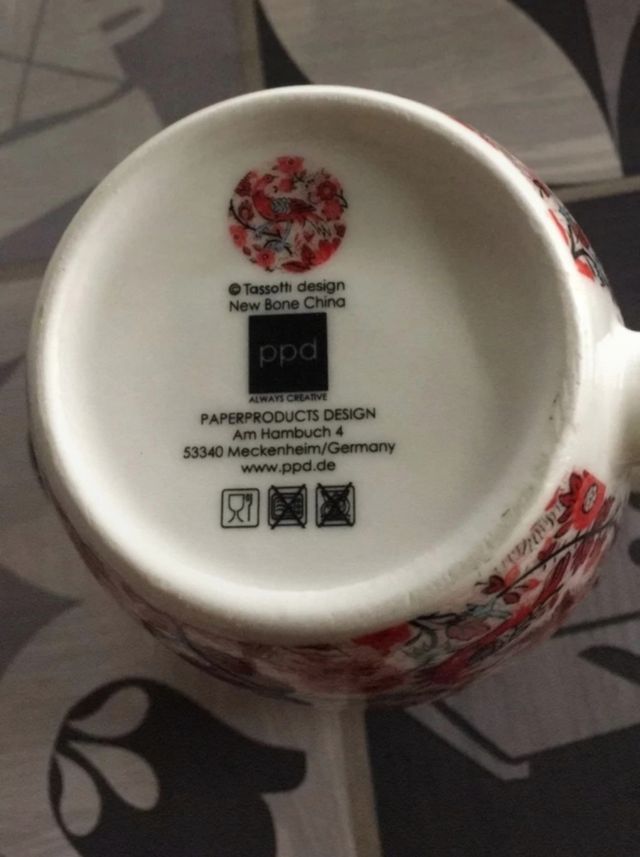 © Tassotti design
New Bone China
ppd
ALWAYS CREATIVE
PAPERPRODUCTS DESIGN
Am Hambuch 4
53340 Meckenheim/Germany
www.ppd.de